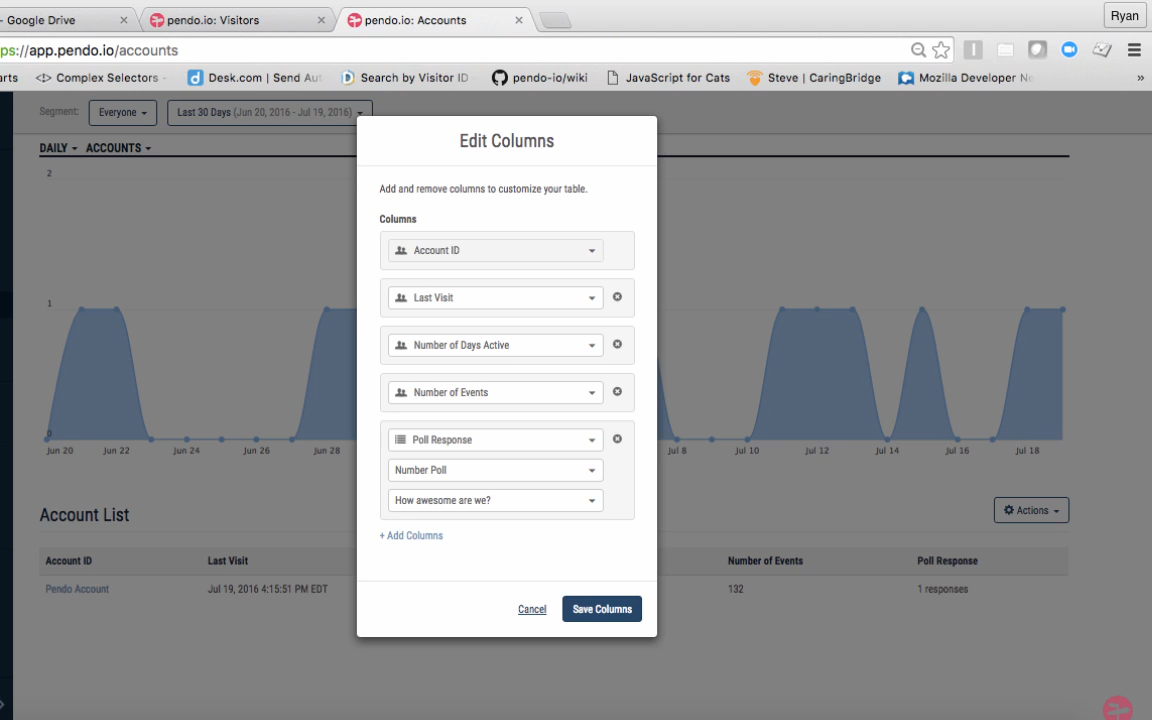 - Google Drive
pendo.io: Visitors
pendo.io: Accounts
Ryan
ps://app.pendo.io/accounts
arts
Complex Selectors -
Desk.com | Send Aut
Search by Visitor ID
pendo-io/wiki
JavaScript for Cats
Steve | CaringBridge
Mozilla Developer Ne
»
Segment:
Everyone
Last 30 Days (Jun 20, 2016 - Jul 19, 2016)
DAILY
ACCOUNTS
2
1
0
Jun 20
Jun 22
Jun 24
Jun 26
Jun 28
Jul 8
Jul 10
Jul 12
Jul 14
Jul 16
Jul 18
Edit Columns
Add and remove columns to customize your table.
Columns
Account ID
Last Visit
Number of Days Active
Number of Events
Poll Response
Number Poll
How awesome are we?
+ Add Columns
Cancel
Save Columns
Account List
Actions
Account ID
Last Visit
Number of Events
Poll Response
Pendo Account
Jul 19, 2016 4:15:51 PM EDT
132
1 responses